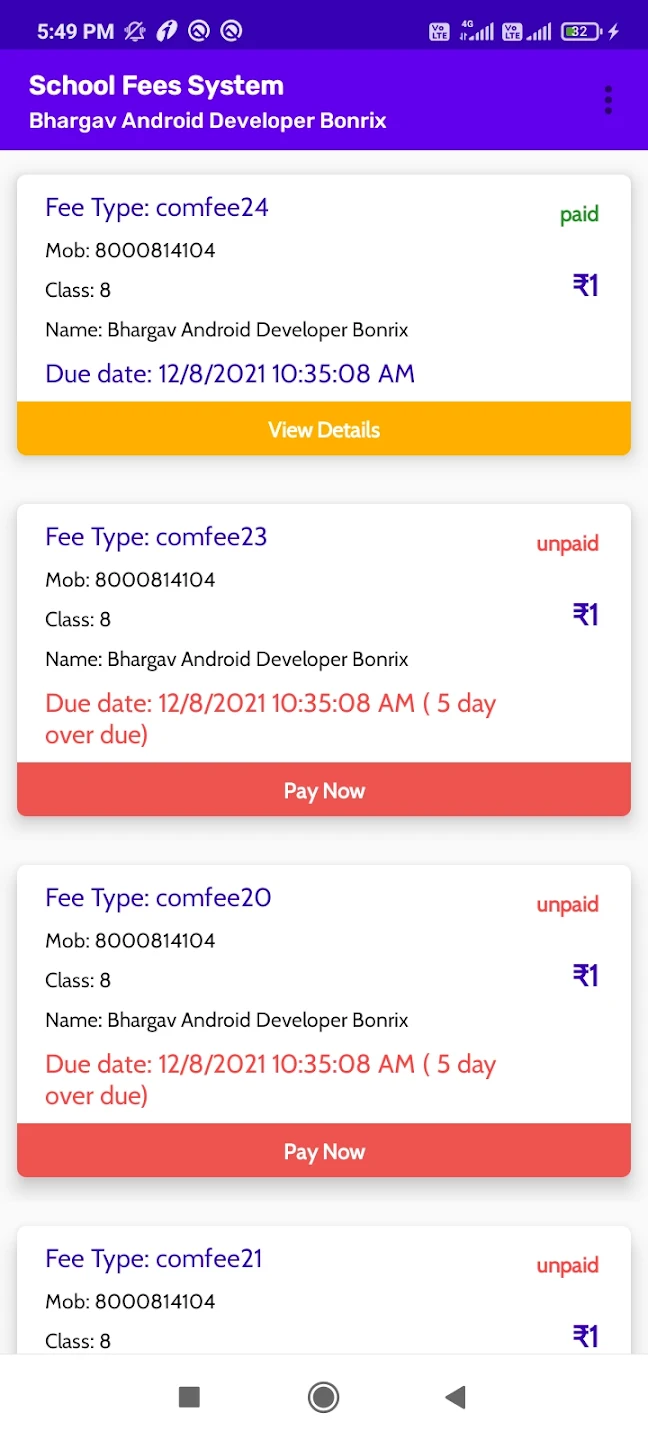 5:49 PM
Vo LTE 4G Vo LTE 32
School Fees System
Bhargav Android Developer Bonrix
Fee Type: comfee24
paid
Mob: 8000814104
Class: 8
₹1
Name: Bhargav Android Developer Bonrix
Due date: 12/8/2021 10:35:08 AM
View Details
Fee Type: comfee23
unpaid
Mob: 8000814104
Class: 8
₹1
Name: Bhargav Android Developer Bonrix
Due date: 12/8/2021 10:35:08 AM ( 5 day
over due)
Pay Now
Fee Type: comfee20
unpaid
Mob: 8000814104
Class: 8
₹1
Name: Bhargav Android Developer Bonrix
Due date: 12/8/2021 10:35:08 AM ( 5 day
over due)
Pay Now
Fee Type: comfee21
unpaid
Mob: 8000814104
Class: 8
₹1